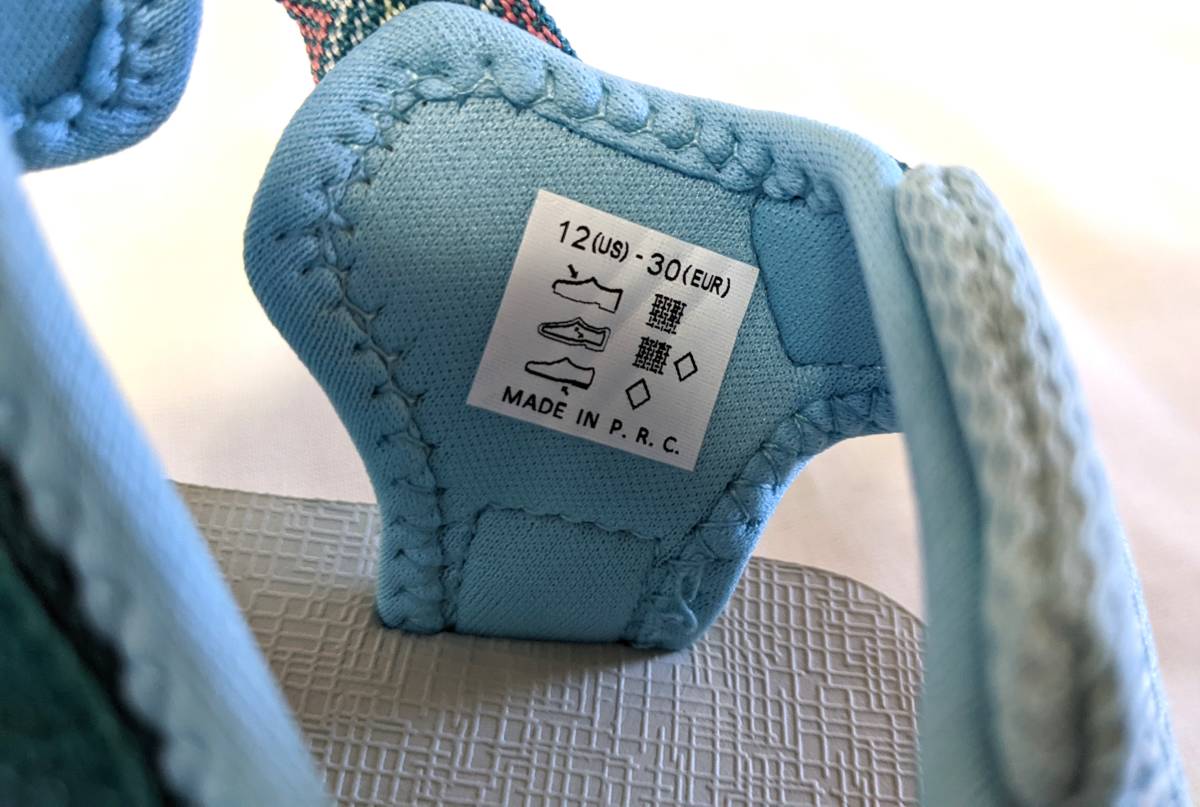 12(US) - 30(EUR)
MADE IN P. R. C.